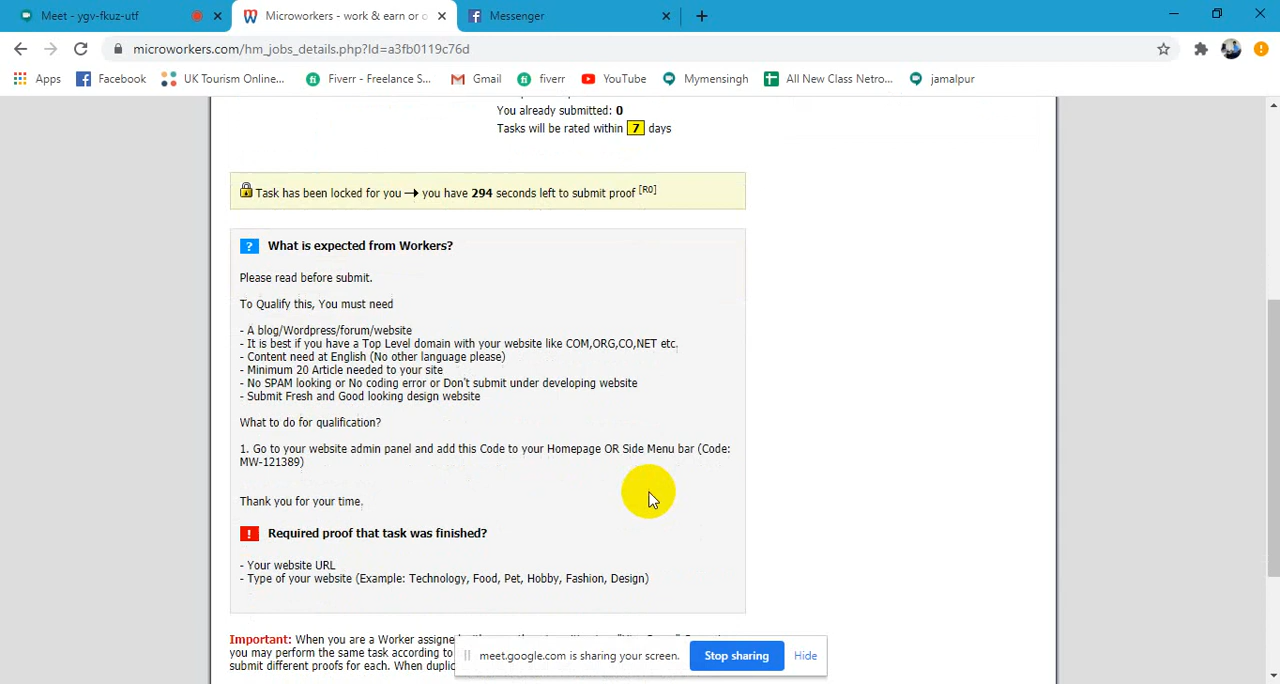 Meet - ygv-fkuz-utf
Microworkers - work & earn or o
Messenger
microworkers.com/hm_jobs_details.php?Id=a3fb0119c76d
Apps
Facebook
UK Tourism Online...
Fiverr - Freelance S...
Gmail
fiverr
YouTube
Mymensingh
All New Class Netro...
jamalpur
You already submitted: 0
Tasks will be rated within 7 days
Task has been locked for you → you have 294 seconds left to submit proof [R0]
? What is expected from Workers?
Please read before submit.
To Qualify this, You must need
- A blog/Wordpress/forum/website
- It is best if you have a Top Level domain with your website like COM,ORG,CO,NET etc.
- Content need at English (No other language please)
- Minimum 20 Article needed to your site
- No SPAM looking or No coding error or Don't submit under developing website
- Submit Fresh and Good looking design website
What to do for qualification?
1. Go to your website admin panel and add this Code to your Homepage OR Side Menu bar (Code:
MW-121389)
Thank you for your time.
! Required proof that task was finished?
- Your website URL
- Type of your website (Example: Technology, Food, Pet, Hobby, Fashion, Design)
Important: When you are a Worker assigne
you may perform the same task according to
submit different proofs for each. When duplic
meet.google.com is sharing your screen.
Stop sharing
Hide